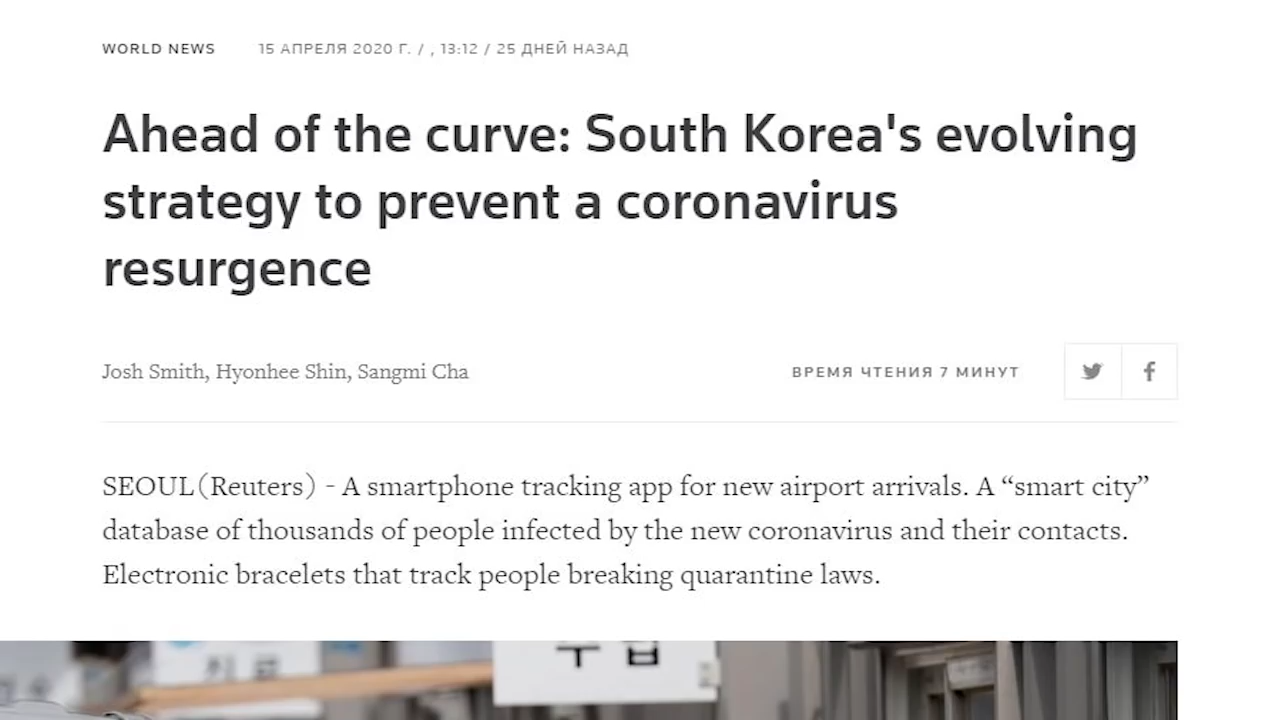 WORLD NEWS 15 АПРЕЛЯ 2020 Г. / , 13:12 / 25 ДНЕЙ НАЗАД
Ahead of the curve: South Korea's evolving
strategy to prevent a coronavirus
resurgence
Josh Smith, Hyonhee Shin, Sangmi Cha ВРЕМЯ ЧТЕНИЯ 7 МИНУТ
SEOUL (Reuters) - A smartphone tracking app for new airport arrivals. A “smart city”
database of thousands of people infected by the new coronavirus and their contacts.
Electronic bracelets that track people breaking quarantine laws.